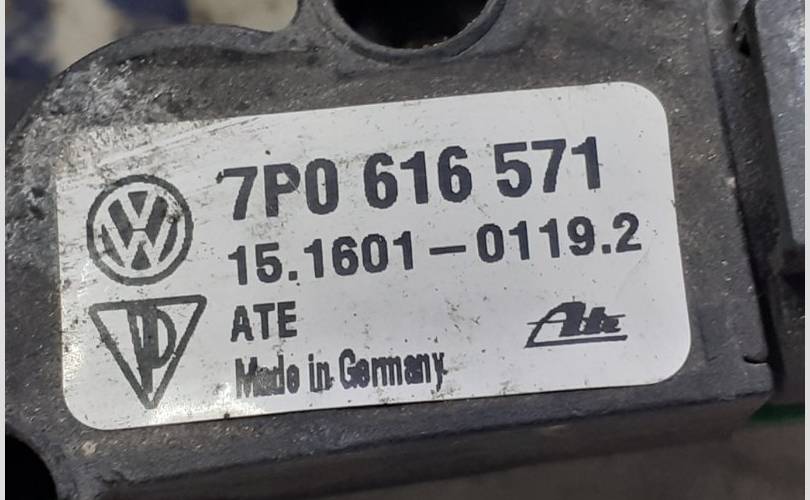 7P0 616 571
15.1601-0119.2
ATE
Ate
Made in Germany